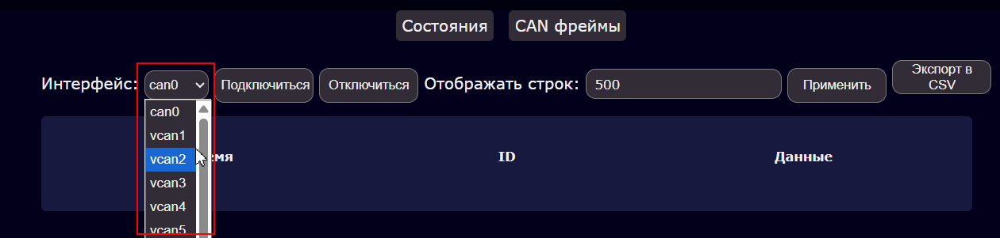 Состояния
CAN фреймы
Интерфейс:
can0
Подключиться
Отключиться
Отображать строк:
500
Применить
Экспорт в
CSV
can0
vcan1
vcan2
vcan3
vcan4
vcan5
ID
Данные